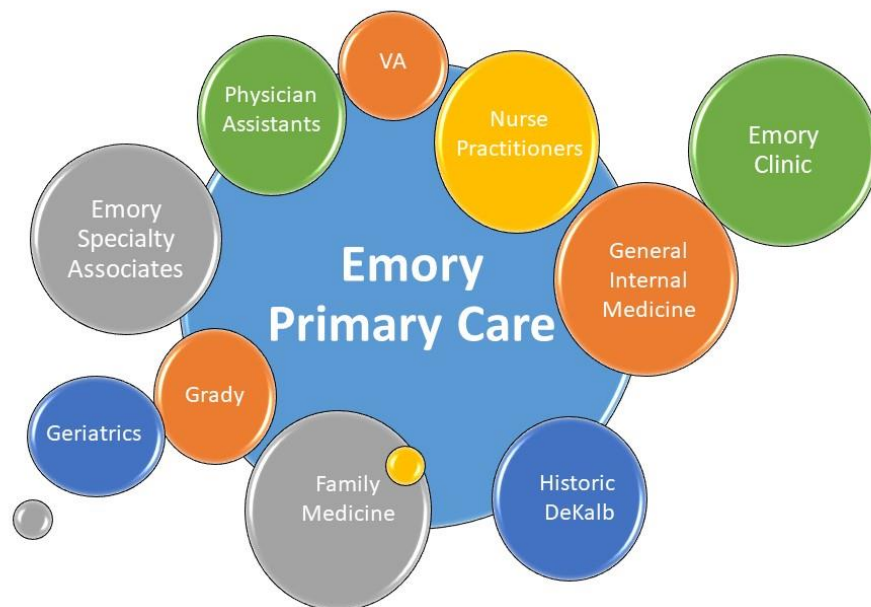 VA
Physician
Assistants
Nurse
Practitioners
Emory
Clinic
Emory
Specialty
Associates
Emory
Primary Care
General
Internal
Medicine
Grady
Geriatrics
Family
Medicine
Historic
DeKalb